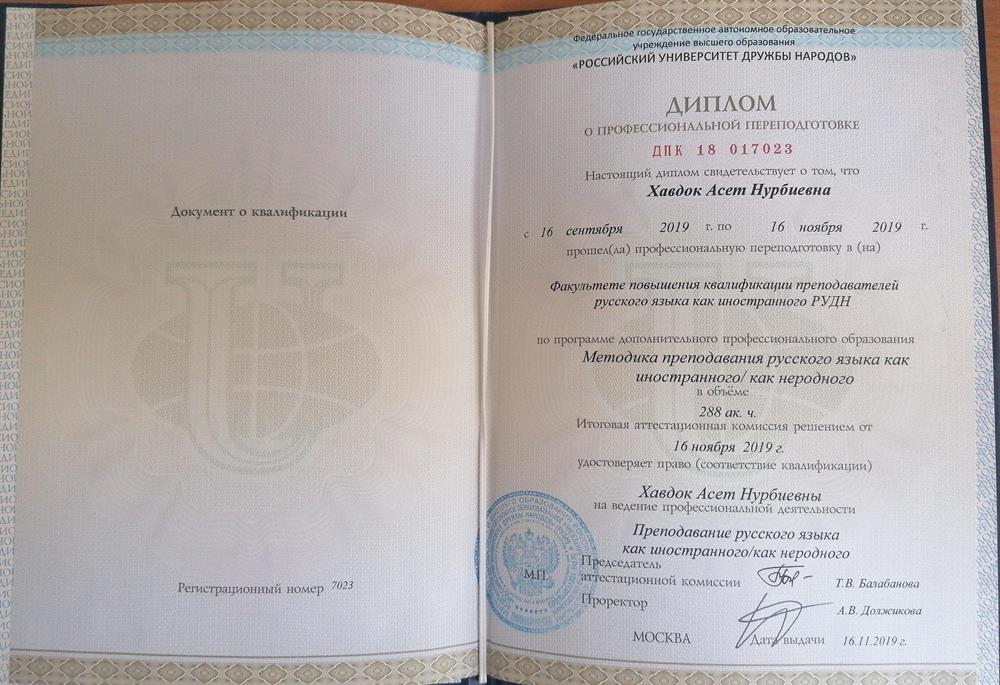 Документ о квалификации
Регистрационный номер 7023
Федеральное государственное автономное образовательное
учреждение высшего образования
«РОССИЙСКИЙ УНИВЕРСИТЕТ ДРУЖБЫ НАРОДОВ»
ДИПЛОМ
О ПРОФЕССИОНАЛЬНОЙ ПЕРЕПОДГОТОВКЕ
ДПК 18 017023
Настоящий диплом свидетельствует о том, что
Хавдок Асет Нурбиевна
с 16 сентября 2019 г. по 16 ноября 2019 г.
прошел(ла) профессиональную переподготовку в (на)
Факультете повышения квалификации преподавателей
русского языка как иностранного РУДН
по программе дополнительного профессионального образования
Методика преподавания русского языка как
иностранного/ как неродного
в объёме
288 ак. ч.
Итоговая аттестационная комиссия решением от
16 ноября 2019 г.
удостоверяет право (соответствие квалификации)
Хавдок Асет Нурбиевны
на ведение профессиональной деятельности
Преподавание русского языка
как иностранного/как неродного
Председатель
аттестационной комиссии Т.В. Балабанова
М.П.
Проректор А.В. Должикова
МОСКВА Дата выдачи 16.11.2019 г.